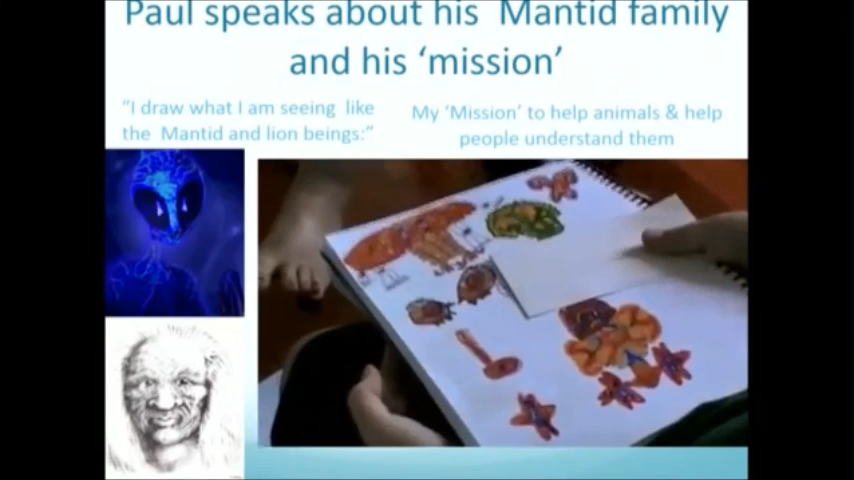 Paul speaks about his Mantid family
and his ‘mission’
“I draw what I am seeing like
the Mantid and lion beings:”
My ‘Mission’ to help animals & help
people understand them